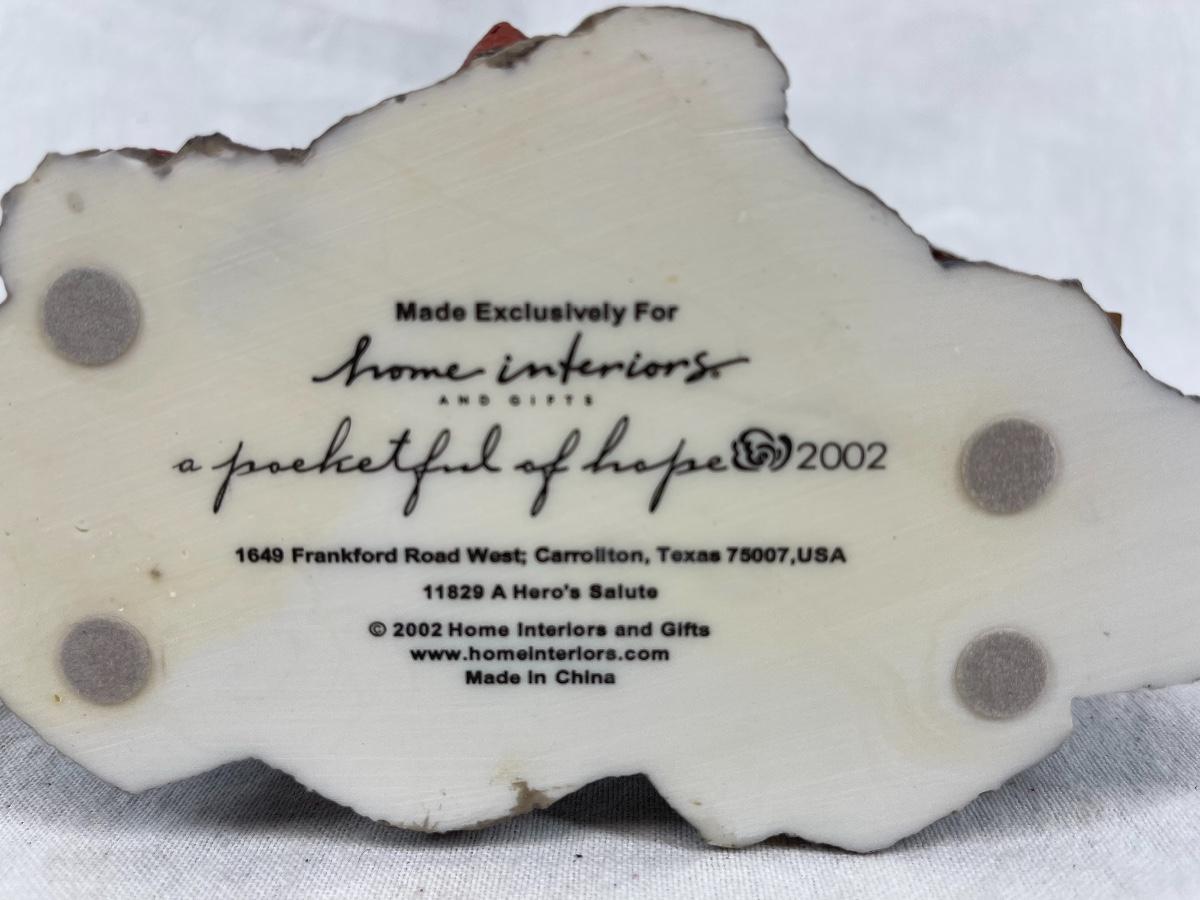 Made Exclusively For
home interiors®
AND GIFTS
a pocketful of hope 2002
1649 Frankford Road West; Carrollton, Texas 75007,USA
11829 A Hero's Salute
© 2002 Home Interiors and Gifts
www.homeinteriors.com
Made in China